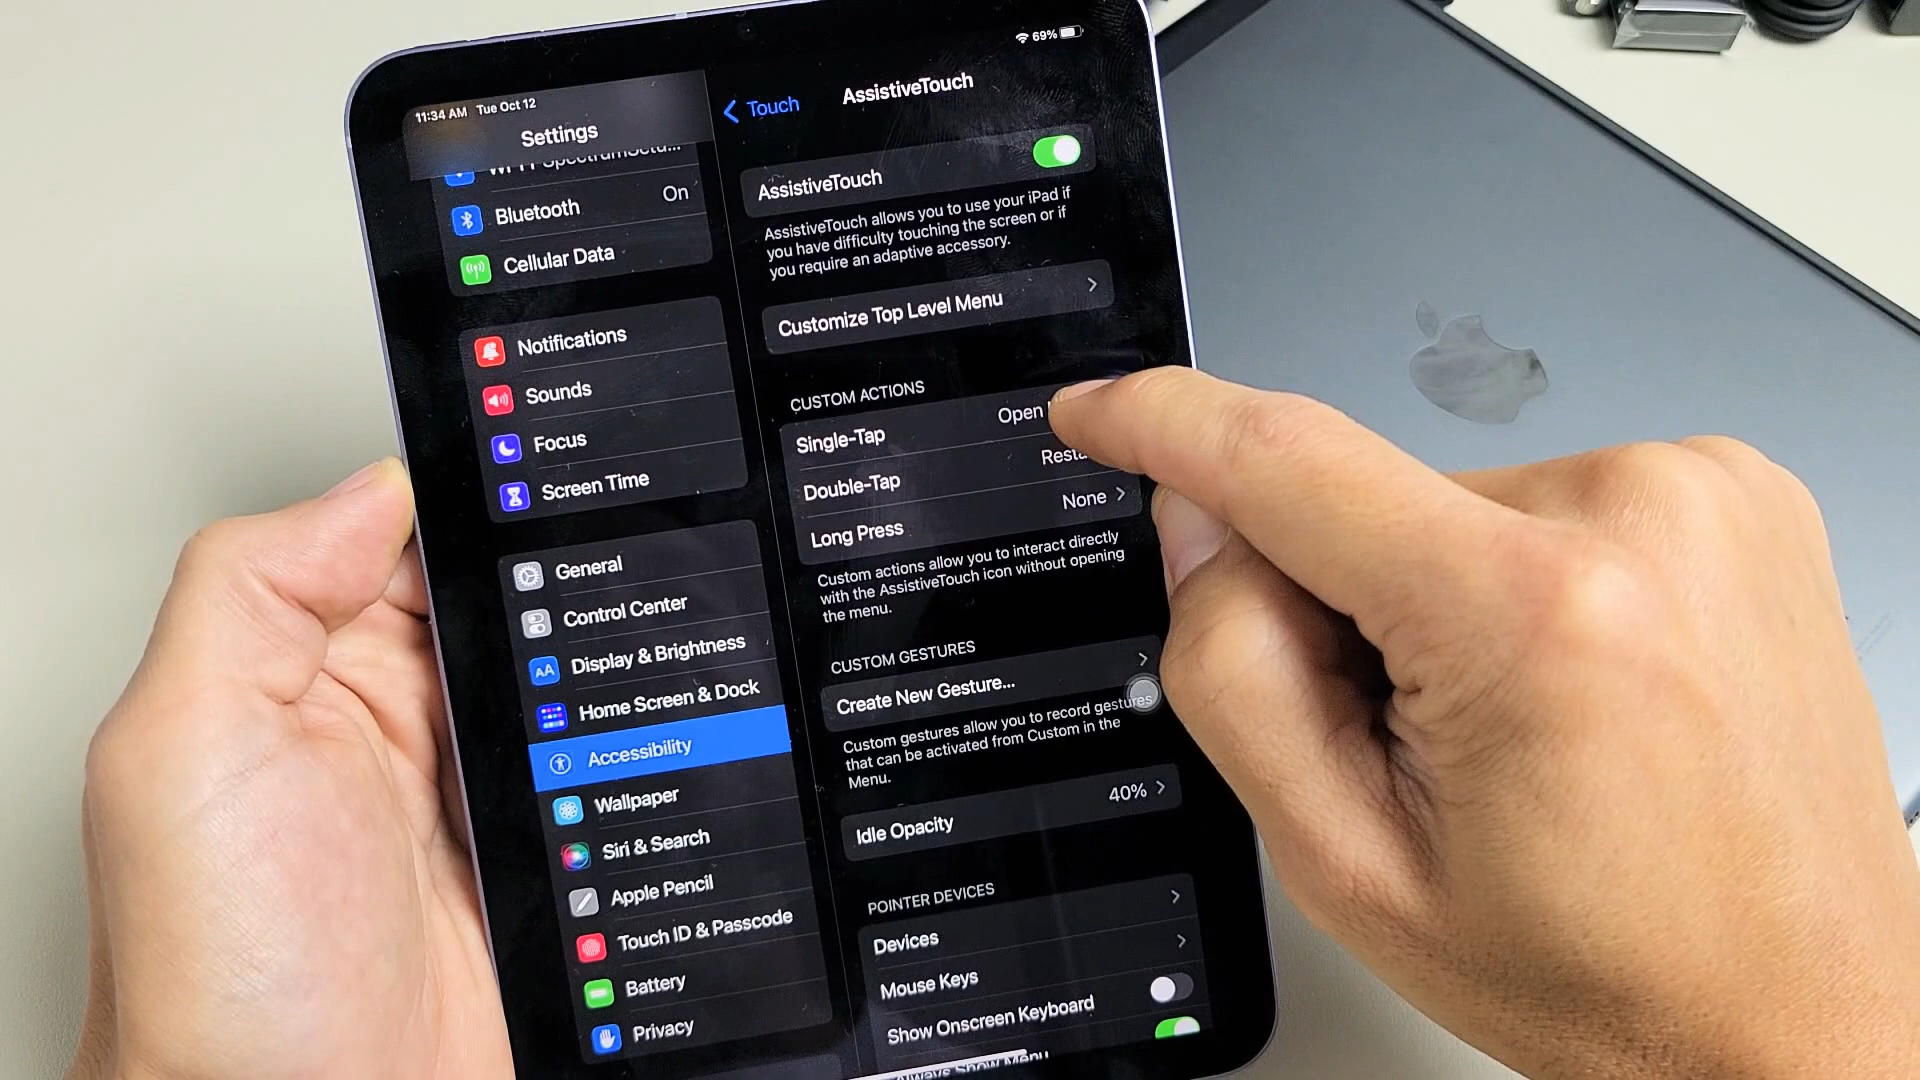 11:34 AM Tue Oct 12
69%
Settings
Bluetooth On
Cellular Data
Notifications
Sounds
Focus
Screen Time
General
Control Center
Display & Brightness
Home Screen & Dock
Accessibility
Wallpaper
Siri & Search
Apple Pencil
Touch ID & Passcode
Battery
Privacy
Touch
AssistiveTouch
AssistiveTouch
AssistiveTouch allows you to use your iPad if
you have difficulty touching the screen or if
you require an adaptive accessory.
Customize Top Level Menu
CUSTOM ACTIONS
Single-Tap Open
Double-Tap
Long Press None
Custom actions allow you to interact directly
with the AssistiveTouch icon without opening
the menu.
CUSTOM GESTURES
Create New Gesture...
Custom gestures allow you to record gestures
that can be activated from Custom in the
Menu.
Idle Opacity 40%
POINTER DEVICES
Devices
Mouse Keys
Show Onscreen Keyboard
Always Show Menu